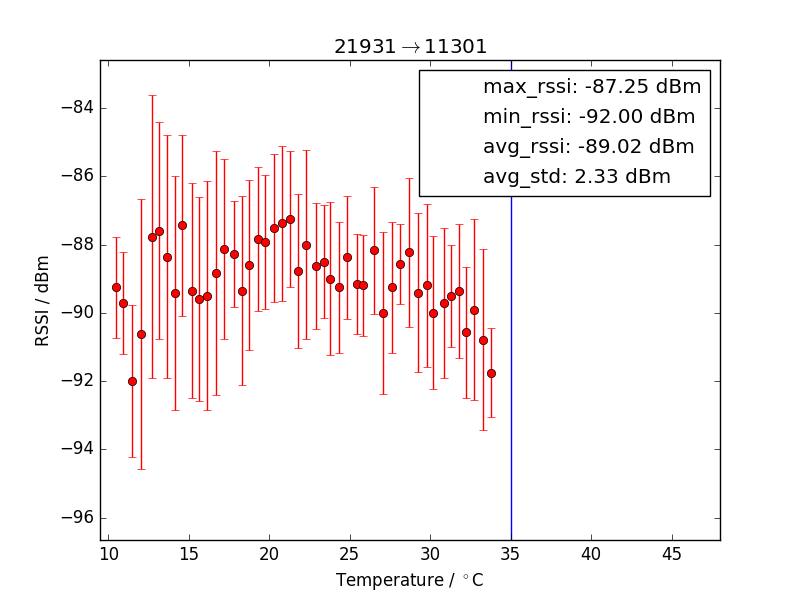 21931→11301
max_rssi: -87.25 dBm
min_rssi: -92.00 dBm
avg_rssi: -89.02 dBm
avg_std: 2.33 dBm
RSSI / dBm
−84
−86
−88
−90
−92
−94
−96
10 15 20 25 30 35 40 45
Temperature / °C